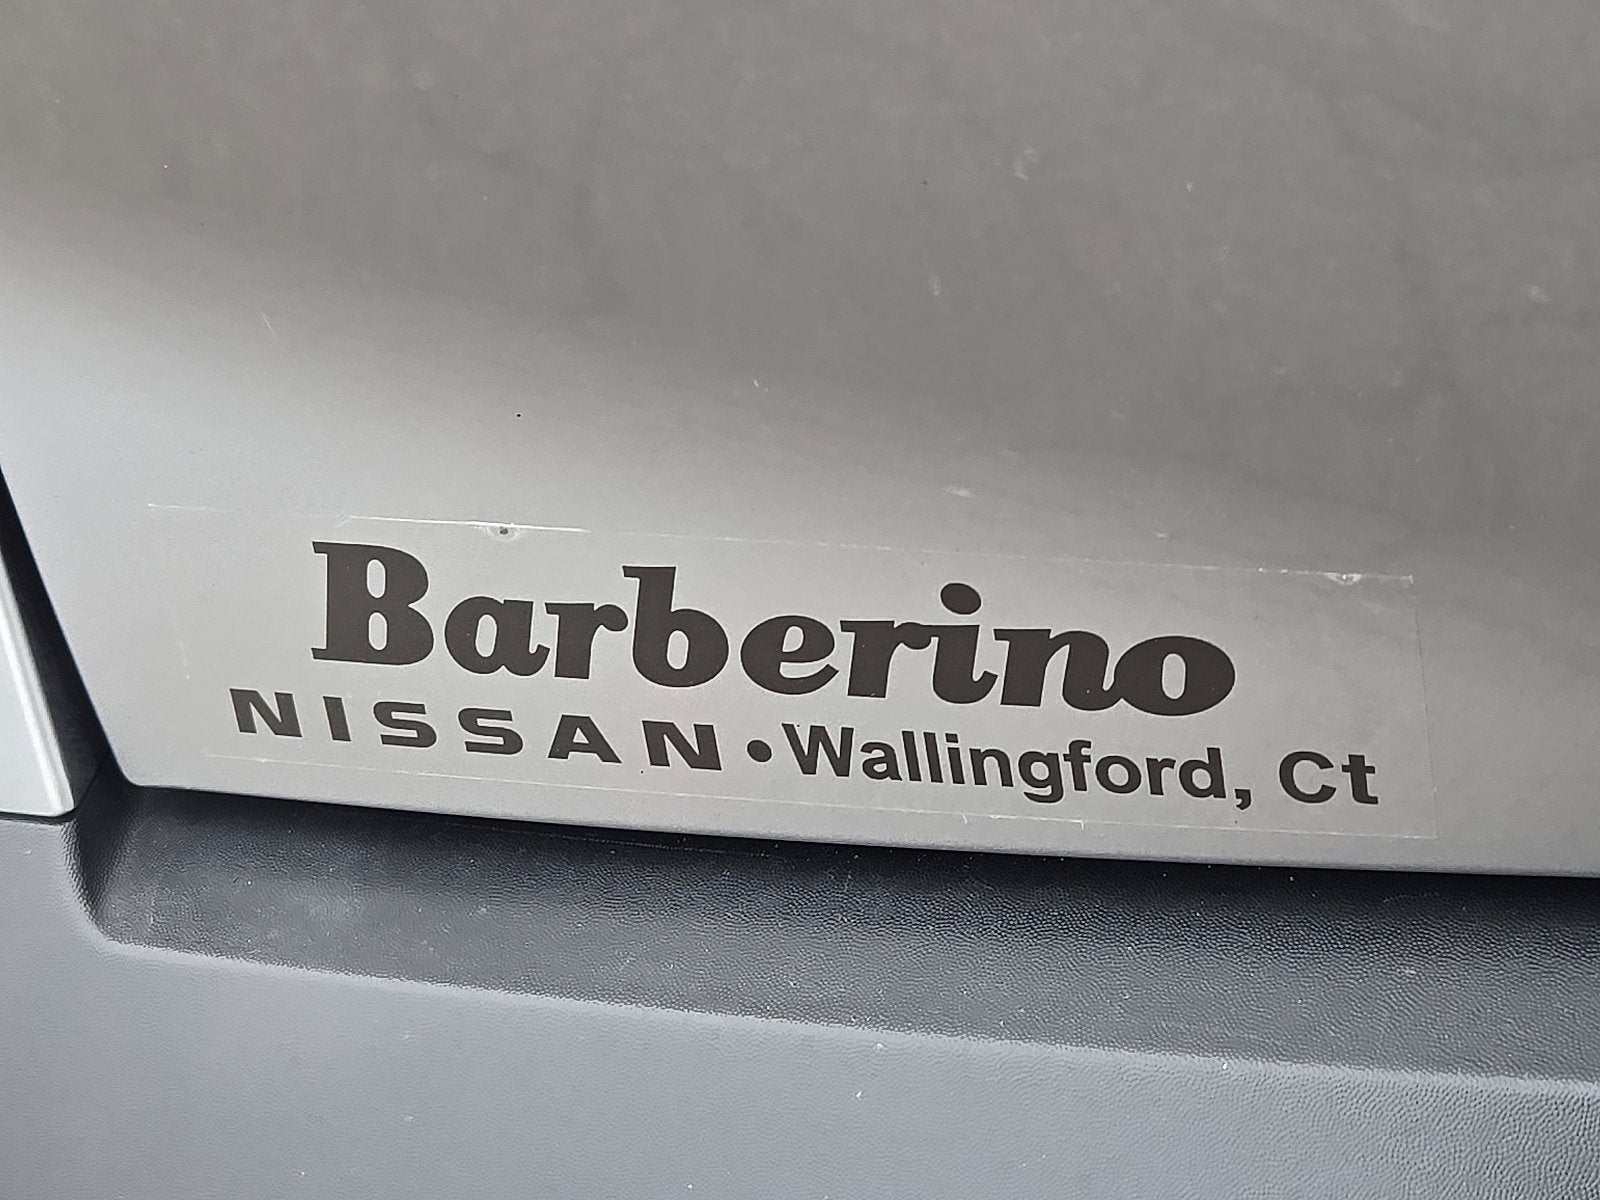 Barberino
NISSAN • Wallingford, Ct